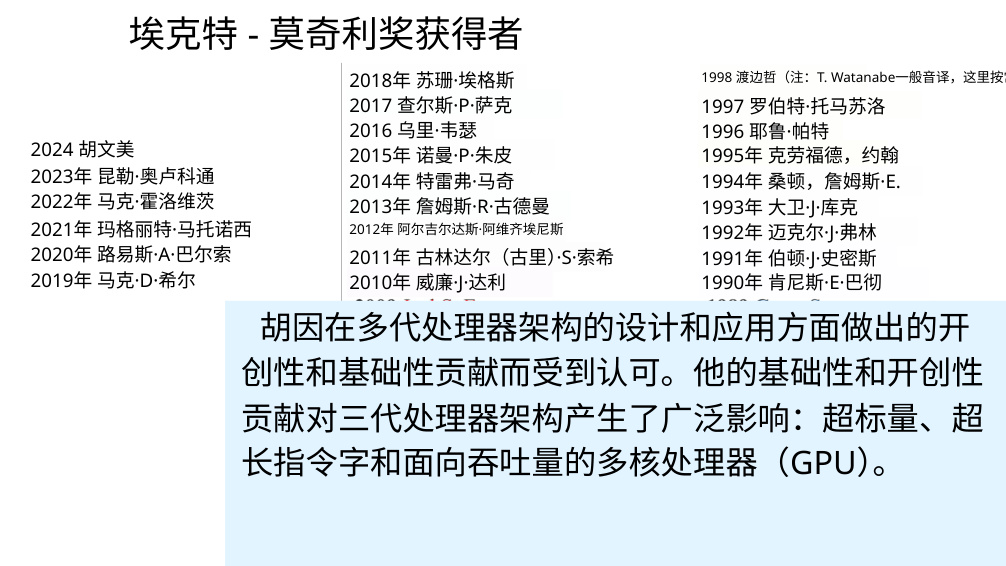 埃克特 - 莫奇利奖获得者
2024 胡文美
2023年 昆勒·奥卢科通
2022年 马克·霍洛维茨
2021年 玛格丽特·马托诺西
2020年 路易斯·A·巴尔索
2019年 马克·D·希尔
2018年 苏珊·埃格斯
2017 查尔斯·P·萨克
2016 乌里·韦瑟
2015年 诺曼·P·朱皮
2014年 特雷弗·马奇
2013年 詹姆斯·R·古德曼
2012年 阿尔吉尔达斯·阿维齐埃尼斯
2011年 古林达尔（古里）·S·索希
2010年 威廉·J·达利
1998 渡边哲（注：T. Watanabe一般音译，这里按
1997 罗伯特·托马苏洛
1996 耶鲁·帕特
1995年 克劳福德，约翰
1994年 桑顿，詹姆斯·E.
1993年 大卫·J·库克
1992年 迈克尔·J·弗林
1991年 伯顿·J·史密斯
1990年 肯尼斯·E·巴彻
胡因在多代处理器架构的设计和应用方面做出的开
创性和基础性贡献而受到认可。他的基础性和开创性
贡献对三代处理器架构产生了广泛影响：超标量、超
长指令字和面向吞吐量的多核处理器（GPU）。